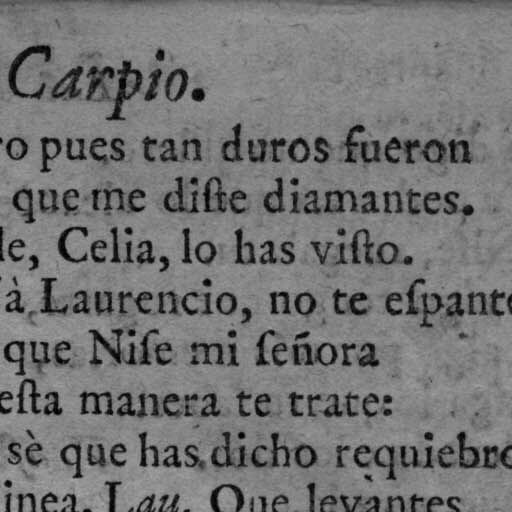 Carpio.
ro pues tan duros fueron
que me diſte diamantes.
le, Celia, lo has viſto.
à Laurencio, no te eſpante
que Niſe mi ſeñora
eſta manera te trate:
sè que has dicho requiebro
inea. Lau. Que levantes